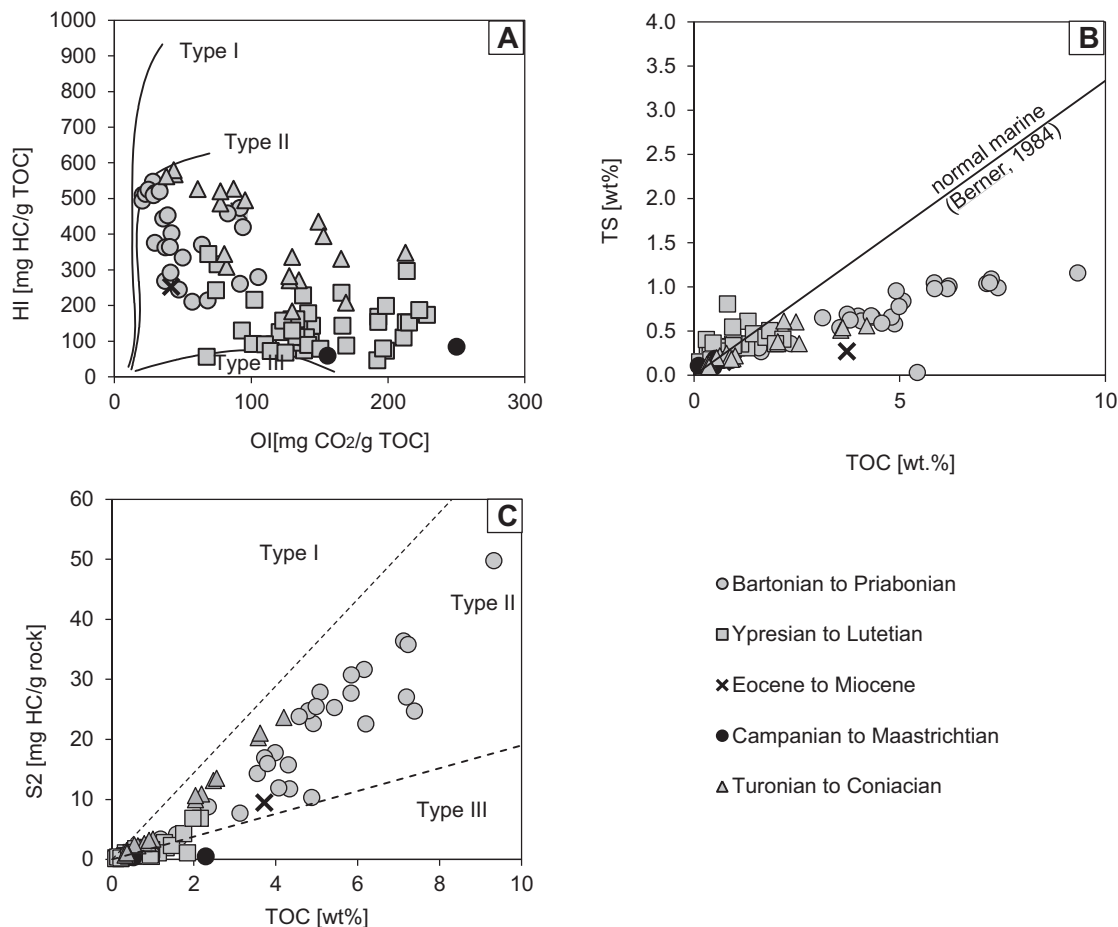 A
1000
900
800
700
600
500
400
300
200
100
0
HI [mg HC/g TOC]
Type I
Type II
Type III
0
100
200
300
OI[mg CO2/g TOC]
B
4.0
3.5
3.0
2.5
2.0
1.5
1.0
0.5
0.0
TS [wt%]
normal marine
(Berner, 1984)
0
5
10
TOC [wt.%]
C
60
50
40
30
20
10
0
S2 [mg HC/g rock]
Type I
Type II
Type III
0
2
4
6
8
10
TOC [wt%]
Bartonian to Priabonian
Ypresian to Lutetian
Eocene to Miocene
Campanian to Maastrichtian
Turonian to Coniacian